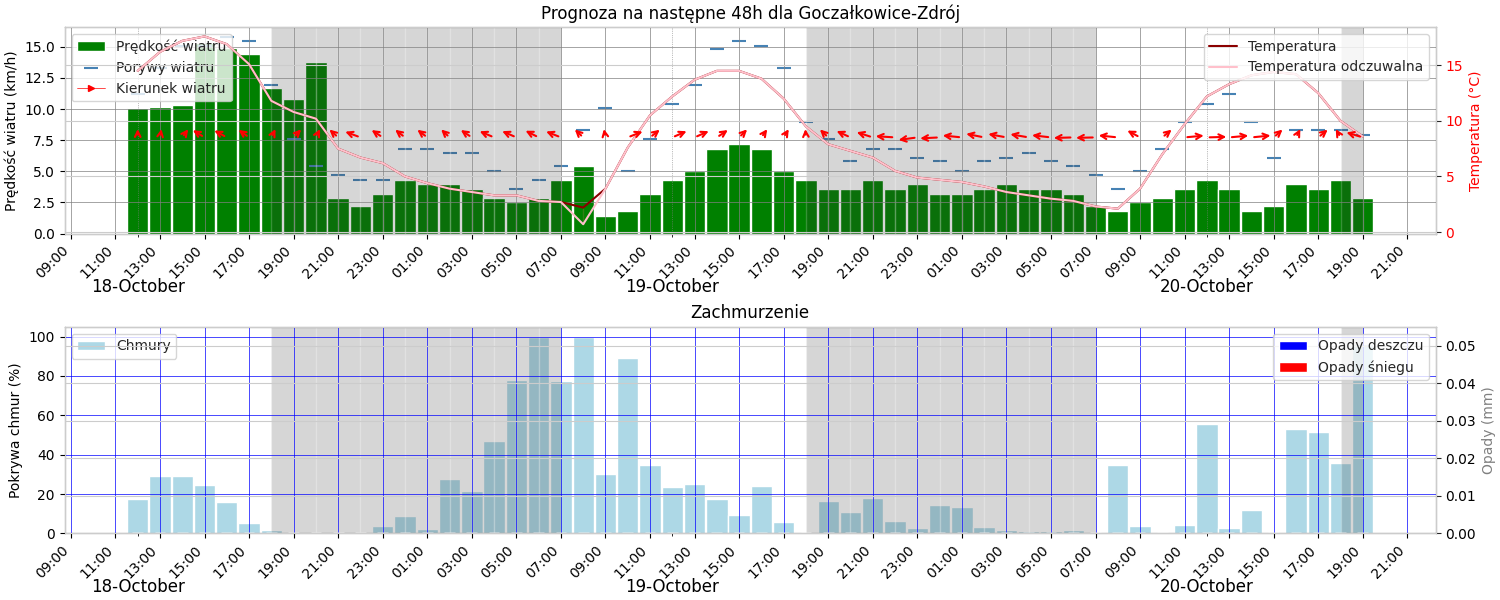 Prognoza na następne 48h dla Goczałkowice-Zdrój
Prędkość wiatru (km/h)
15.0
12.5
10.0
7.5
5.0
2.5
0.0
Prędkość wiatru
Porywy wiatru
Kierunek wiatru
Temperatura
Temperatura odczuwalna
15
10
5
0
Temperatura (°C)
09:00 11:00 13:00 15:00 17:00 19:00 21:00 23:00 01:00 03:00 05:00 07:00 09:00 11:00 13:00 15:00 17:00 19:00 21:00 23:00 01:00 03:00 05:00 07:00 09:00 11:00 13:00 15:00 17:00 19:00 21:00
18-October 19-October 20-October
Zachmurzenie
Pokrywa chmur (%)
100
80
60
40
20
0
Chmury
Opady deszczu
Opady śniegu
0.05
0.04
0.03
0.02
0.01
0.00
Opady (mm)
09:00 11:00 13:00 15:00 17:00 19:00 21:00 23:00 01:00 03:00 05:00 07:00 09:00 11:00 13:00 15:00 17:00 19:00 21:00 23:00 01:00 03:00 05:00 07:00 09:00 11:00 13:00 15:00 17:00 19:00 21:00
18-October 19-October 20-October